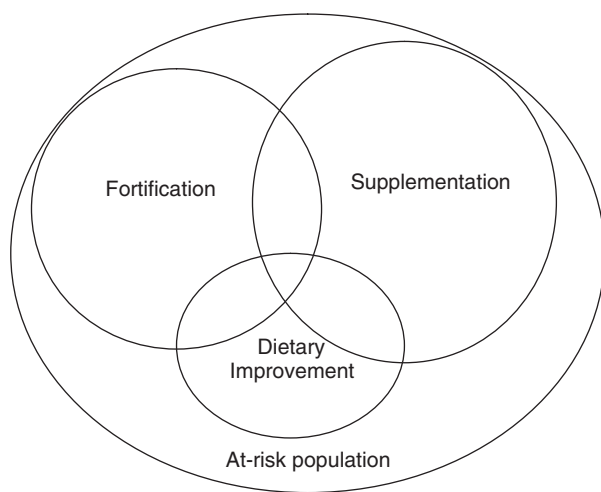 Fortification
Supplementation
Dietary
Improvement
At-risk population